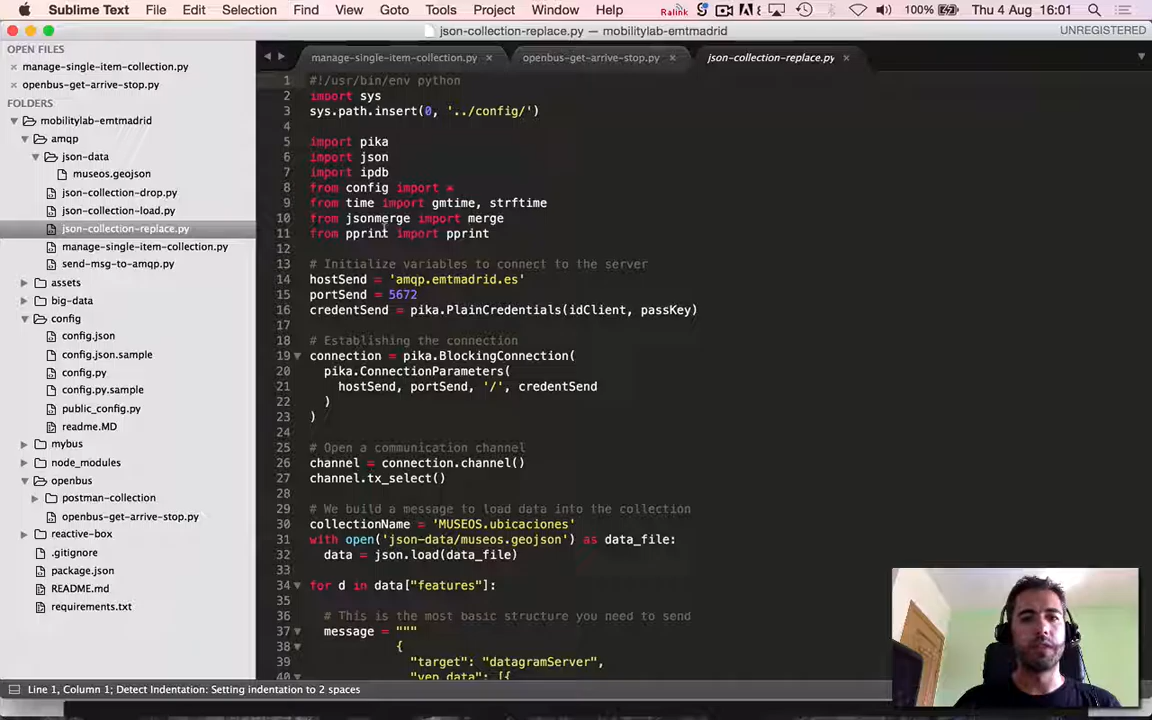 Sublime Text File Edit Selection Find View Goto Tools Project Window Help Ralink 100% Thu 4 Aug 16:01
json-collection-replace.py — mobilitylab-emtmadrid UNREGISTERED
OPEN FILES
manage-single-item-collection.py
openbus-get-arrive-stop.py
FOLDERS
mobilitylab-emtmadrid
amqp
json-data
museos.geojson
json-collection-drop.py
json-collection-load.py
json-collection-replace.py
manage-single-item-collection.py
send-msg-to-amqp.py
assets
big-data
config
config.json
config.json.sample
config.py
config.py.sample
public_config.py
readme.MD
mybus
node_modules
openbus
postman-collection
openbus-get-arrive-stop.py
reactive-box
.gitignore
package.json
README.md
requirements.txt
manage-single-item-collection.py openbus-get-arrive-stop.py json-collection-replace.py
1 #!/usr/bin/env python
2 import sys
3 sys.path.insert(0, '../config/')
4
5 import pika
6 import json
7 import ipdb
8 from config import *
9 from time import gmtime, strftime
10 from jsonmerge import merge
11 from pprint import pprint
12
13 # Initialize variables to connect to the server
14 hostSend = 'amqp.emtmadrid.es'
15 portSend = 5672
16 credentSend = pika.PlainCredentials(idClient, passKey)
17
18 # Establishing the connection
19 connection = pika.BlockingConnection(
20 pika.ConnectionParameters(
21 hostSend, portSend, '/', credentSend
22 )
23 )
24
25 # Open a communication channel
26 channel = connection.channel()
27 channel.tx_select()
28
29 # We build a message to load data into the collection
30 collectionName = 'MUSEOS.ubicaciones'
31 with open('json-data/museos.geojson') as data_file:
32 data = json.load(data_file)
33
34 for d in data["features"]:
35
36 # This is the most basic structure you need to send
37 message = """
38 {
39 "target": "datagramServer",
40 "vep_data": [{
Line 1, Column 1; Detect Indentation: Setting indentation to 2 spaces